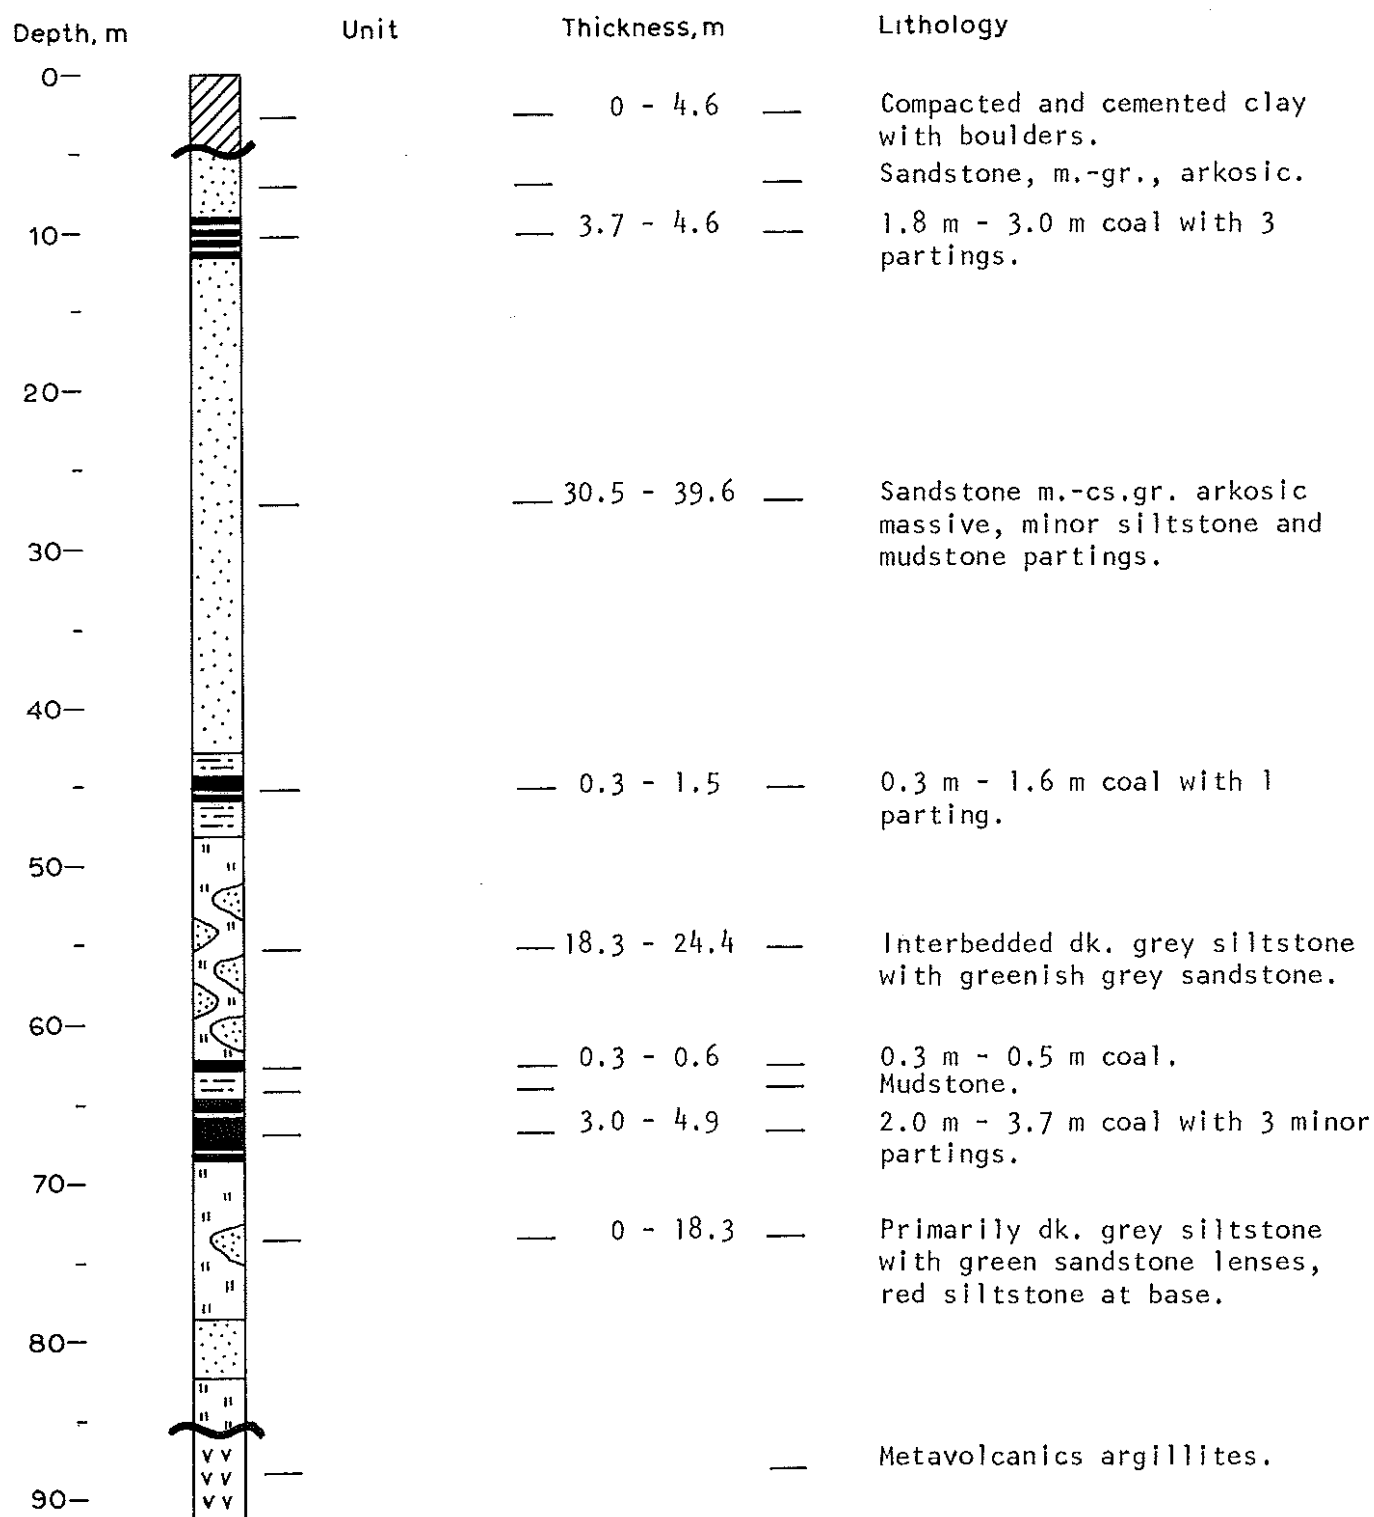 Depth, m Unit Thickness, m Lithology
0
0 - 4.6 Compacted and cemented clay
with boulders.
Sandstone, m.-gr., arkosic.
10 3.7 - 4.6 1.8 m - 3.0 m coal with 3
partings.
20
30.5 - 39.6 Sandstone m.-cs.gr. arkosic
massive, minor siltstone and
30 mudstone partings.
40
0.3 - 1.5 0.3 m - 1.6 m coal with 1
parting.
50
18.3 - 24.4 Interbedded dk. grey siltstone
with greenish grey sandstone.
60
0.3 - 0.6 0.3 m - 0.5 m coal.
Mudstone.
3.0 - 4.9 2.0 m - 3.7 m coal with 3 minor
partings.
70
0 - 18.3 Primarily dk. grey siltstone
with green sandstone lenses,
red siltstone at base.
80
Metavolcanics argillites.
90